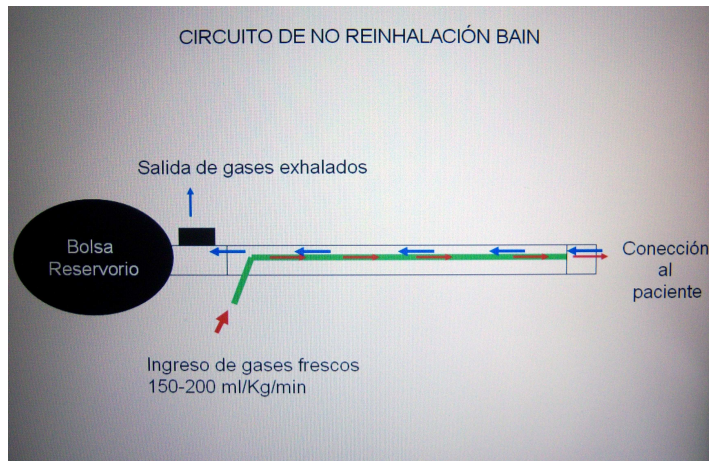 CIRCUITO DE NO REINHALACIÓN BAIN
Salida de gases exhalados
Bolsa
Reservorio
Conección
al
paciente
Ingreso de gases frescos
150-200 ml/Kg/min